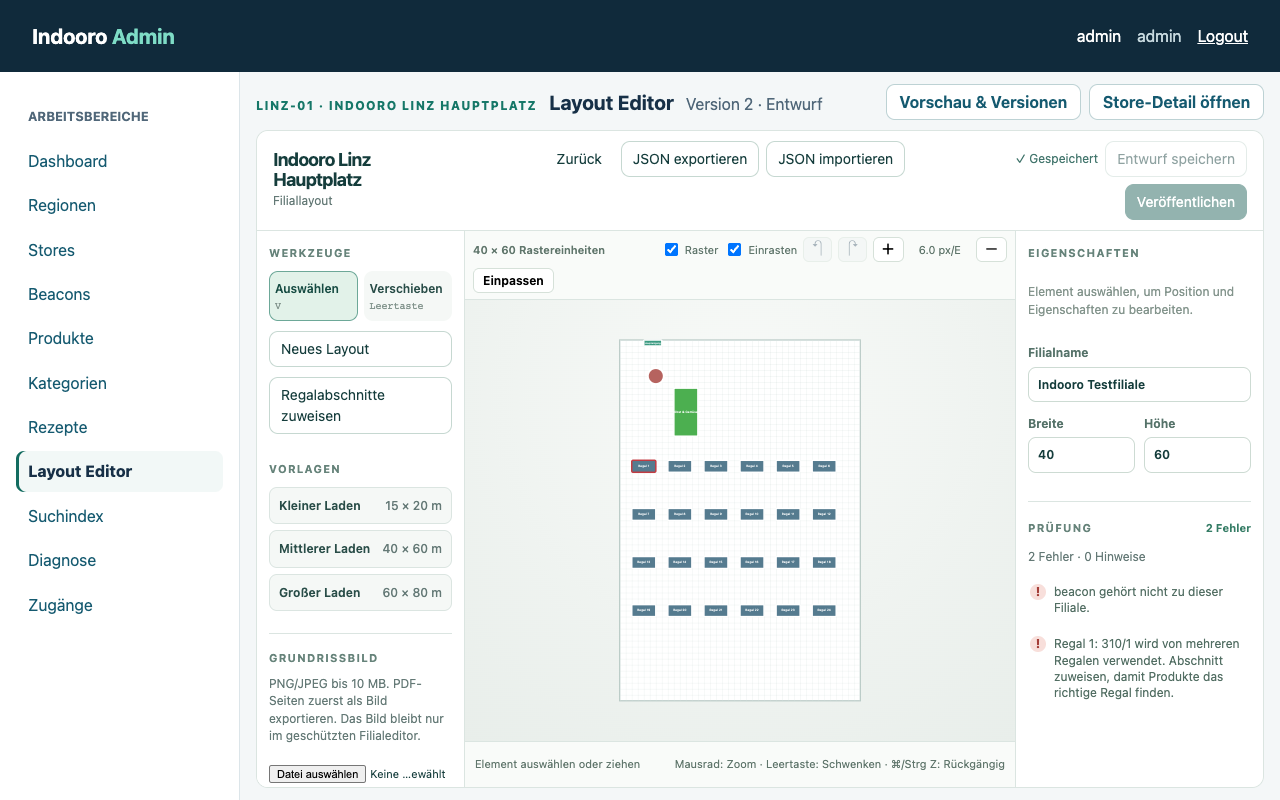 Indooro Admin
admin admin Logout
ARBEITSBEREICHE
Dashboard
Regionen
Stores
Beacons
Produkte
Kategorien
Rezepte
Layout Editor
Suchindex
Diagnose
Zugänge
LINZ-01 · INDOORO LINZ HAUPTPLATZ Layout Editor Version 2 · Entwurf
Vorschau & Versionen
Store-Detail öffnen
Indooro Linz
Hauptplatz
Filiallayout
Zurück
JSON exportieren
JSON importieren
✓ Gespeichert
Entwurf speichern
Veröffentlichen
WERKZEUGE
Auswählen
V
Verschieben
Leertaste
Neues Layout
Regalabschnitte
zuweisen
VORLAGEN
Kleiner Laden 15 × 20 m
Mittlerer Laden 40 × 60 m
Großer Laden 60 × 80 m
GRUNDRISSBILD
PNG/JPEG bis 10 MB. PDF-
Seiten zuerst als Bild
exportieren. Das Bild bleibt nur
im geschützten Filialeditor.
Datei auswählen Keine ...ewählt
40 × 60 Rastereinheiten
Raster
Einrasten
+
6.0 px/E
−
Einpassen
Regal 1
Element auswählen oder ziehen
Mausrad: Zoom · Leertaste: Schwenken · ⌘/Strg Z: Rückgängig
EIGENSCHAFTEN
Element auswählen, um Position und
Eigenschaften zu bearbeiten.
Filialname
Indooro Testfiliale
Breite Höhe
40 60
PRÜFUNG 2 Fehler
2 Fehler · 0 Hinweise
! beacon gehört nicht zu dieser
Filiale.
! Regal 1: 310/1 wird von mehreren
Regalen verwendet. Abschnitt
zuweisen, damit Produkte das
richtige Regal finden.